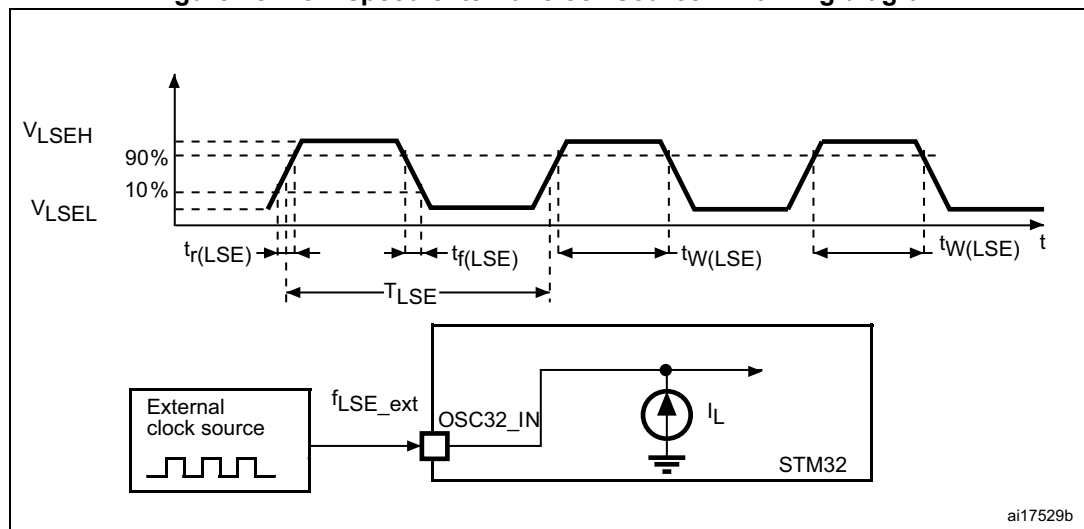 V_LSEH
90%
10%
V_LSEL
t_r(LSE)
t_f(LSE)
t_W(LSE)
t_W(LSE)
t
T_LSE
External
clock source
f_LSE_ext
OSC32_IN
I_L
STM32
ai17529b